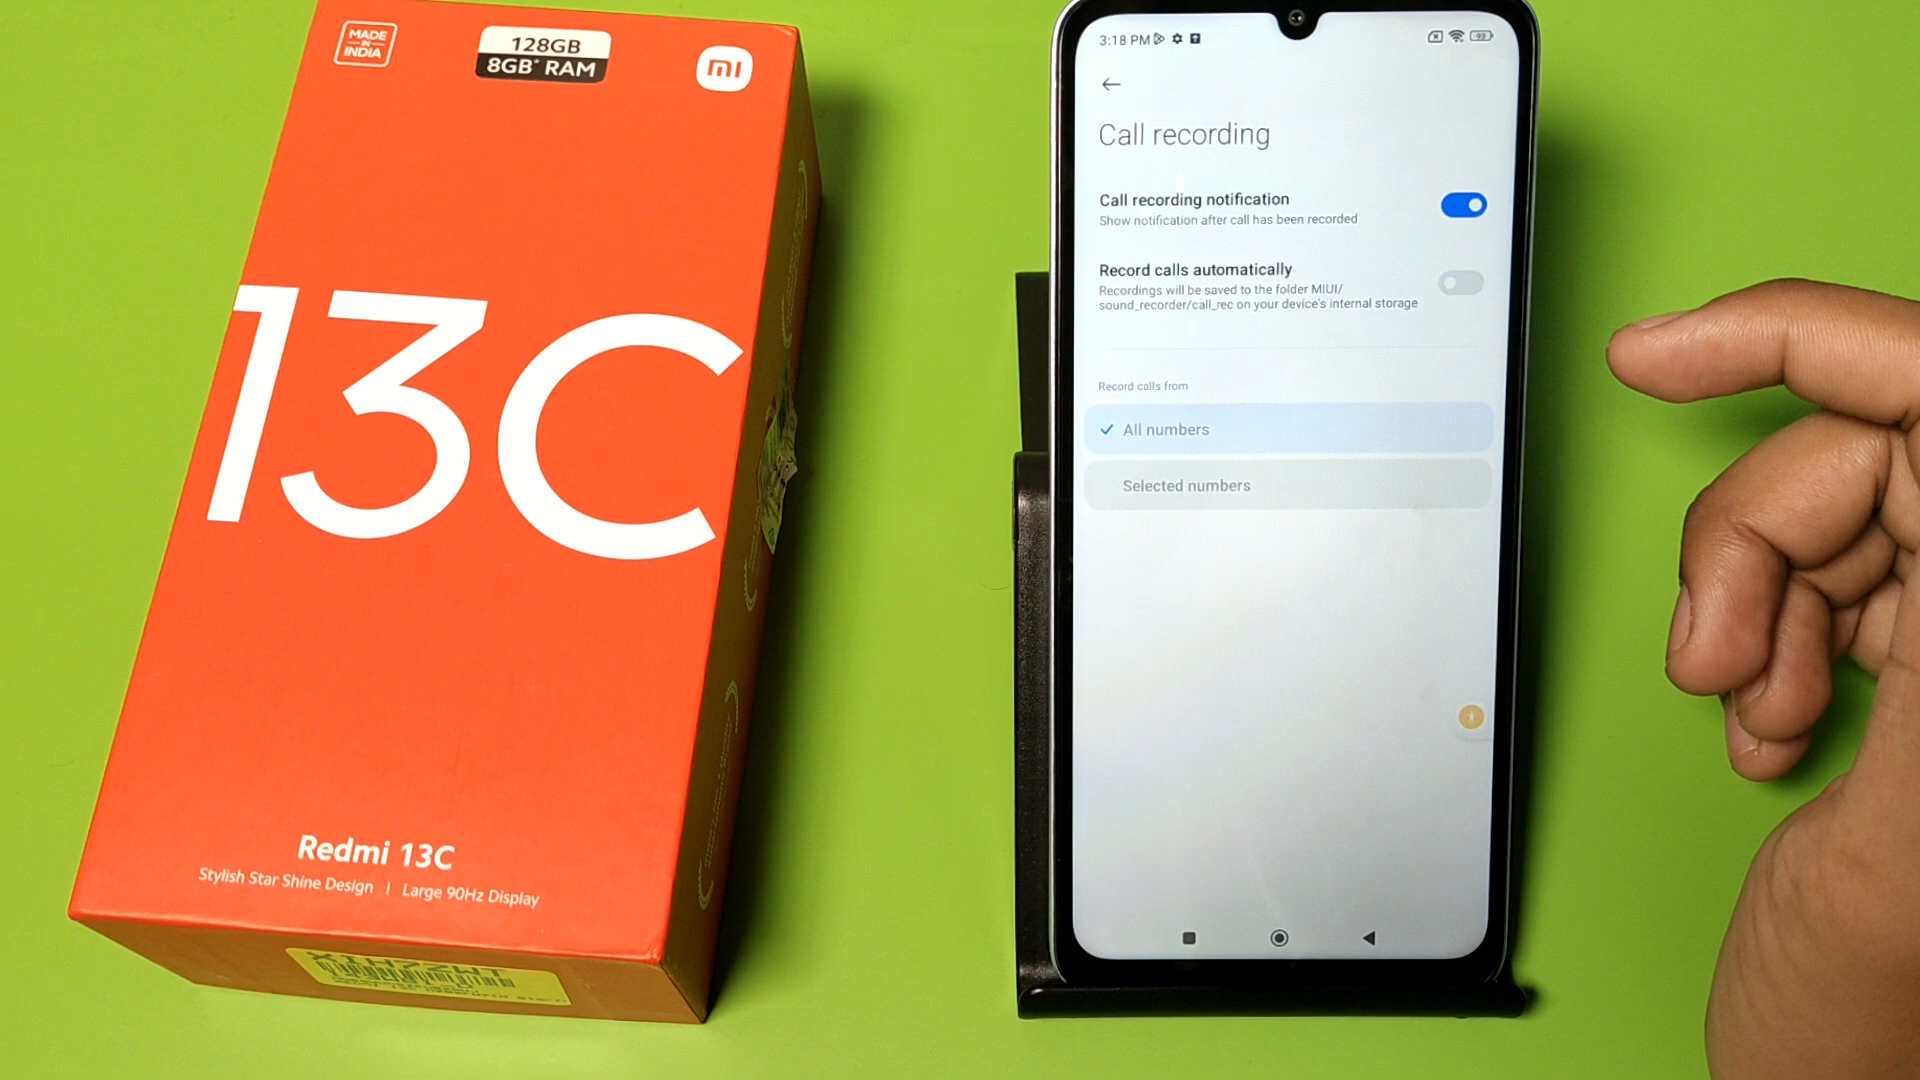 MADE
IN
INDIA
128GB
8GB* RAM
13C
Redmi 13C
Stylish Star Shine Design | Large 90Hz Display
3:18 PM
93
Call recording
Call recording notification
Show notification after call has been recorded
Record calls automatically
Recordings will be saved to the folder MIUI/
sound_recorder/call_rec on your device's internal storage
Record calls from
All numbers
Selected numbers